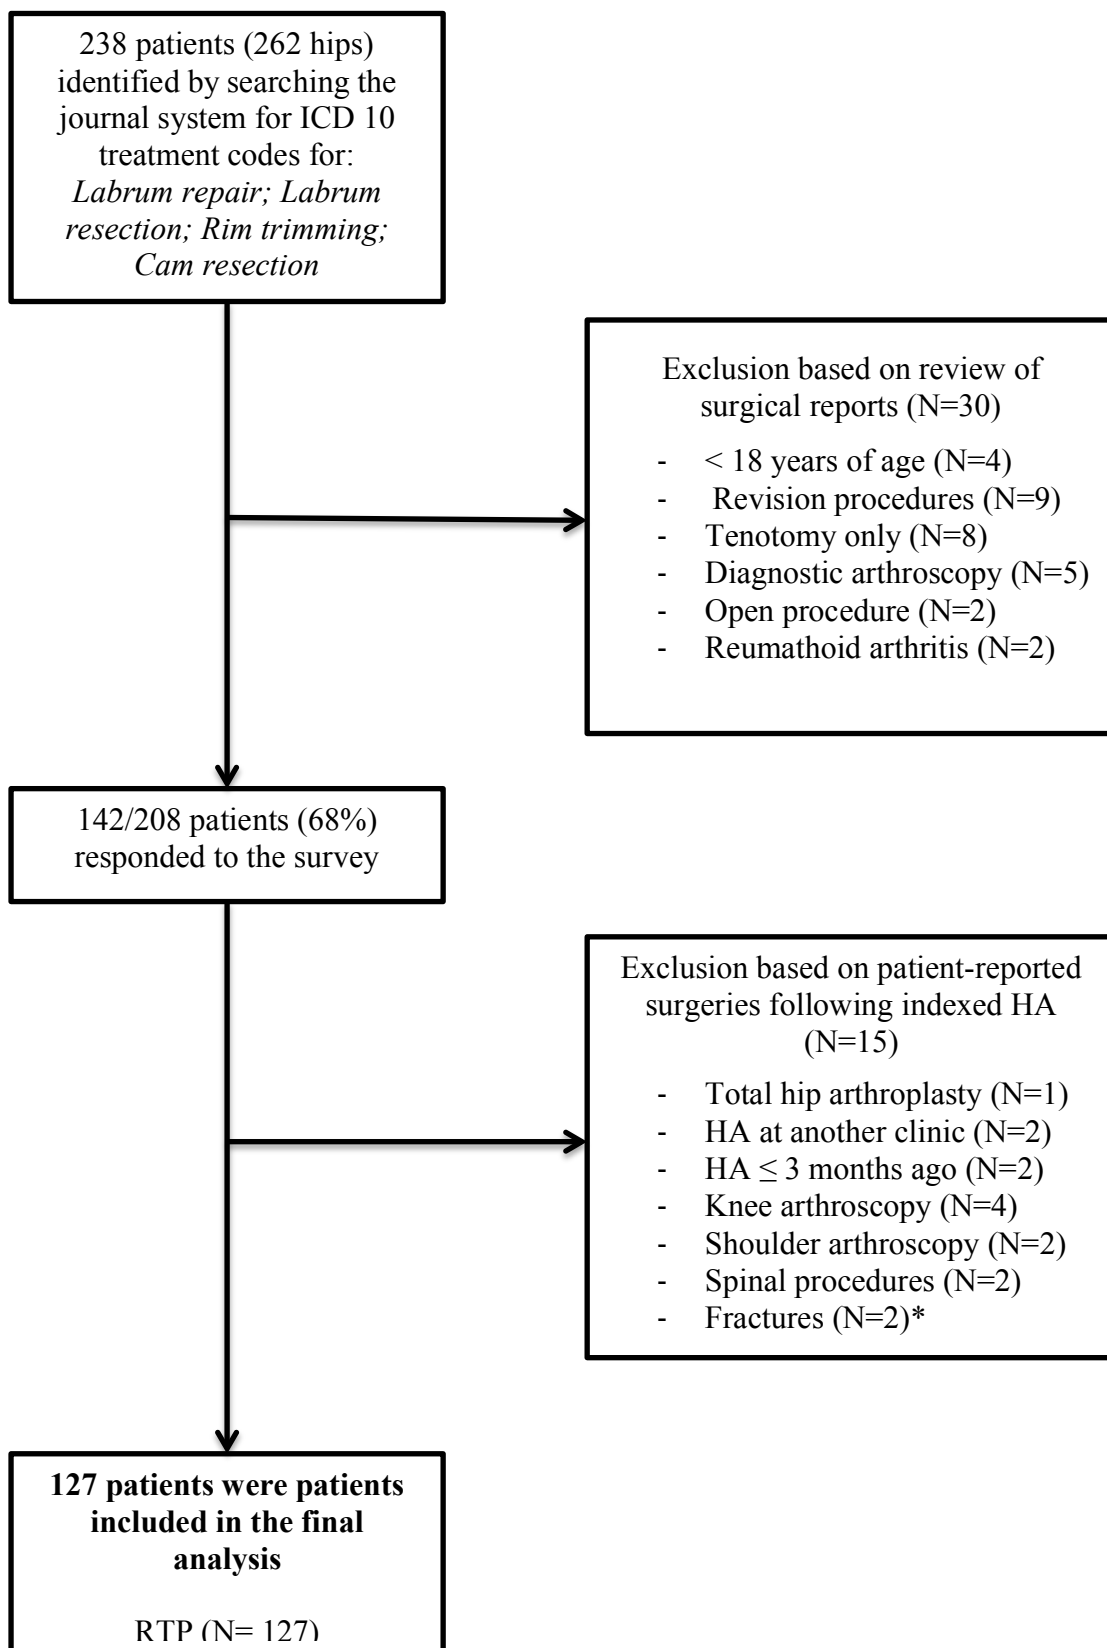 238 patients (262 hips)
identified by searching the
journal system for ICD 10
treatment codes for:
Labrum repair; Labrum
resection; Rim trimming;
Cam resection
Exclusion based on review of
surgical reports (N=30)
- < 18 years of age (N=4)
- Revision procedures (N=9)
- Tenotomy only (N=8)
- Diagnostic arthroscopy (N=5)
- Open procedure (N=2)
- Reumathoid arthritis (N=2)
142/208 patients (68%)
responded to the survey
Exclusion based on patient-reported
surgeries following indexed HA
(N=15)
- Total hip arthroplasty (N=1)
- HA at another clinic (N=2)
- HA ≤ 3 months ago (N=2)
- Knee arthroscopy (N=4)
- Shoulder arthroscopy (N=2)
- Spinal procedures (N=2)
- Fractures (N=2)*
127 patients were patients
included in the final
analysis
RTP (N= 127)